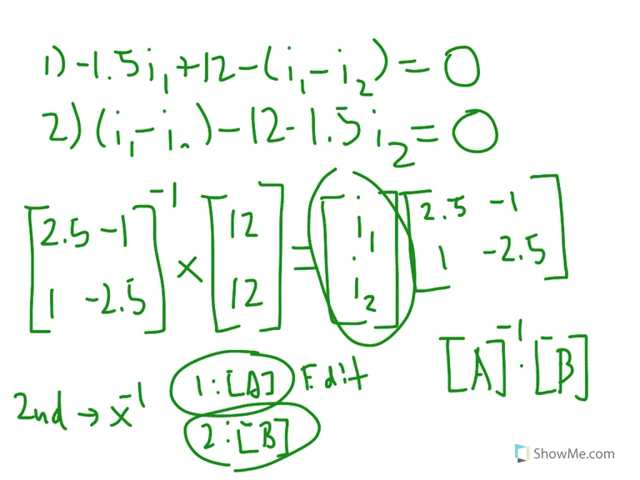 1) -1.5i₁+12-(i₁-i₂)=0
2) (i₁-i₂)-12-1.5i₂=0
[2.5 -1; 1 -2.5]⁻¹ × [12; 12] = [i₁; i₂] [2.5 -1; 1 -2.5]
[A]⁻¹·[B]
2nd → x⁻¹ 1:[A] Edit
2:[B]
ShowMe.com